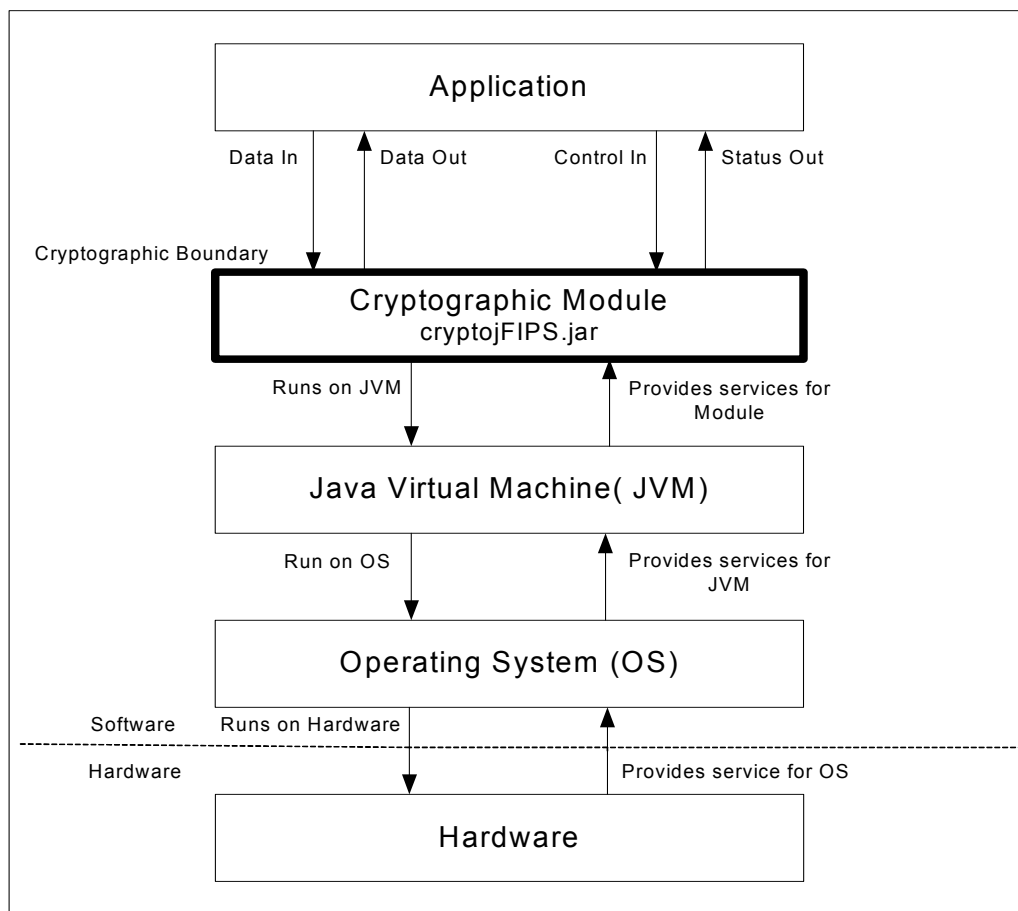 Application
Data In
Data Out
Control In
Status Out
Cryptographic Boundary
Cryptographic Module
cryptojFIPS.jar
Runs on JVM
Provides services for
Module
Java Virtual Machine( JVM)
Run on OS
Provides services for
JVM
Operating System (OS)
Software
Runs on Hardware
Hardware
Provides service for OS
Hardware